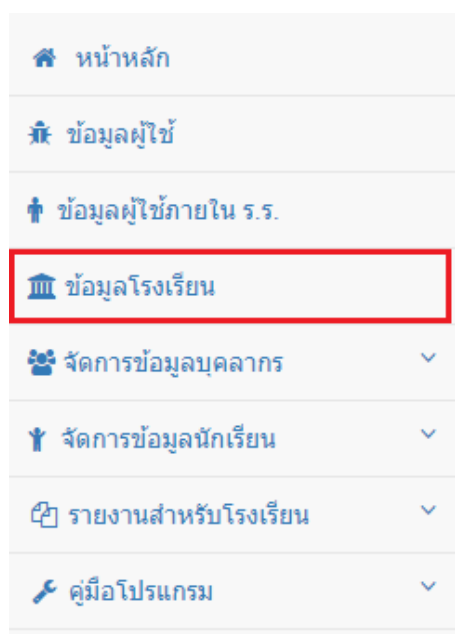 หน้าหลัก
ข้อมูลผู้ใช้
ข้อมูลผู้ใช้ภายใน ร.ร.
ข้อมูลโรงเรียน
จัดการข้อมูลบุคลากร
จัดการข้อมูลนักเรียน
รายงานสำหรับโรงเรียน
คู่มือโปรแกรม